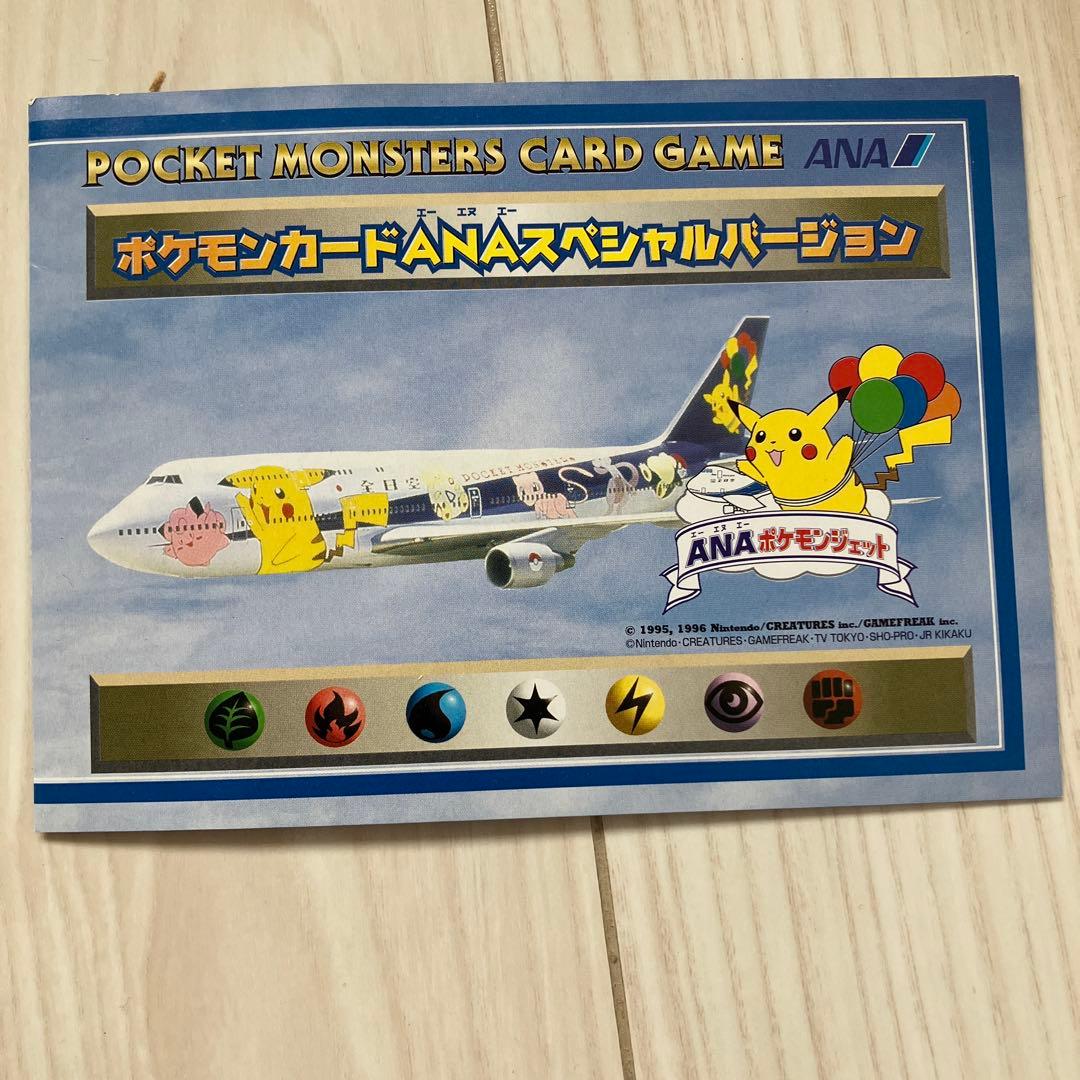 POCKET MONSTERS CARD GAME ANA
エー エヌ エー
ポケモンカードANAスペシャルバージョン
全日空
POCKET MONSTERS
エー エヌ エー
ANAポケモンジェット
© 1995, 1996 Nintendo/CREATURES inc./GAMEFREAK inc.
©Nintendo・CREATURES・GAMEFREAK・TV TOKYO・SHO-PRO・JR KIKAKU